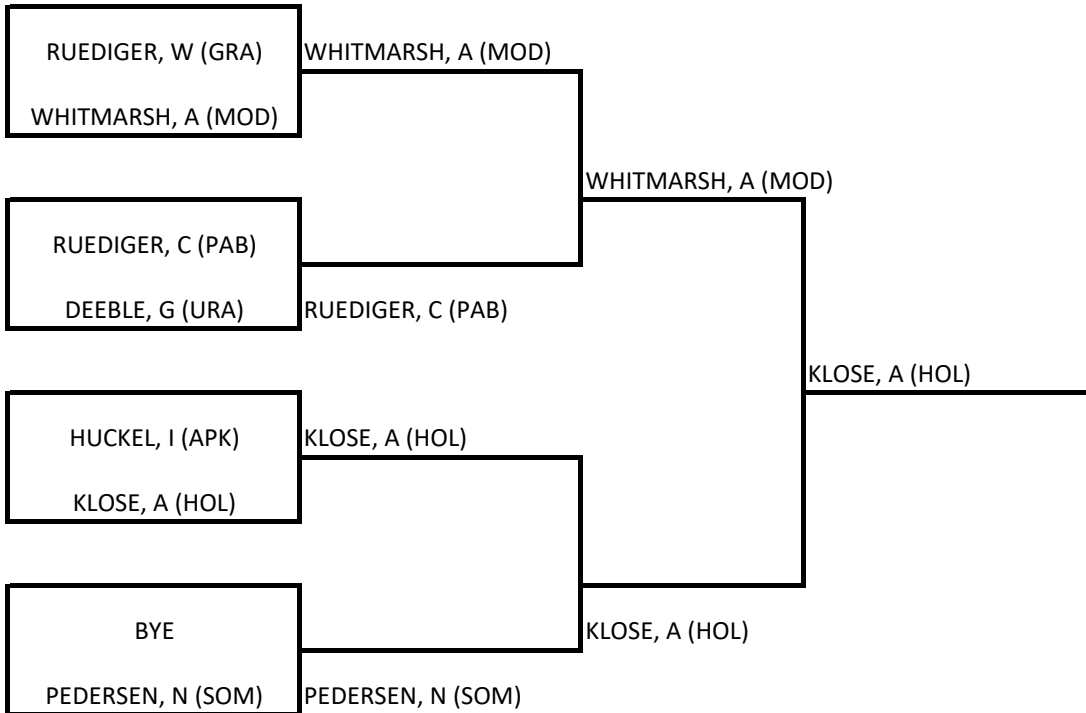 RUEDIGER, W (GRA)
WHITMARSH, A (MOD)
WHITMARSH, A (MOD)
WHITMARSH, A (MOD)
RUEDIGER, C (PAB)
DEEBLE, G (URA)
RUEDIGER, C (PAB)
KLOSE, A (HOL)
HUCKEL, I (APK)
KLOSE, A (HOL)
KLOSE, A (HOL)
BYE
KLOSE, A (HOL)
PEDERSEN, N (SOM)
PEDERSEN, N (SOM)